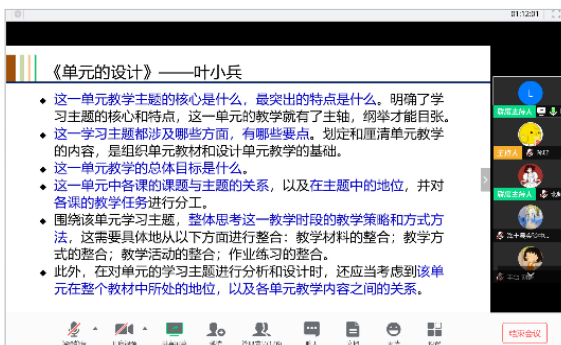 01:12:01
《单元的设计》——叶小兵
◆ 这一单元教学主题的核心是什么，最突出的特点是什么。明确了学
习主题的核心和特点，这一单元的教学就有了主轴，纲举才能目张。
◆ 这一学习主题都涉及哪些方面，有哪些要点。划定和厘清单元教学
的内容，是组织单元教材和设计单元教学的基础。
◆ 这一单元教学的总体目标是什么。
◆ 这一单元中各课的课题与主题的关系，以及在主题中的地位，并对
各课的教学任务进行分工。
◆ 围绕该单元学习主题，整体思考这一教学时段的教学策略和方式方
法，这需要具体地从以下方面进行整合：教学材料的整合；教学方
式的整合；教学活动的整合；作业练习的整合。
◆ 此外，在对单元的学习主题进行分析和设计时，还应当考虑到该单
元在整个教材中所处的地位，以及各单元教学内容之间的关系。
L
联席主持人
主持人
联席主持人
结束会议